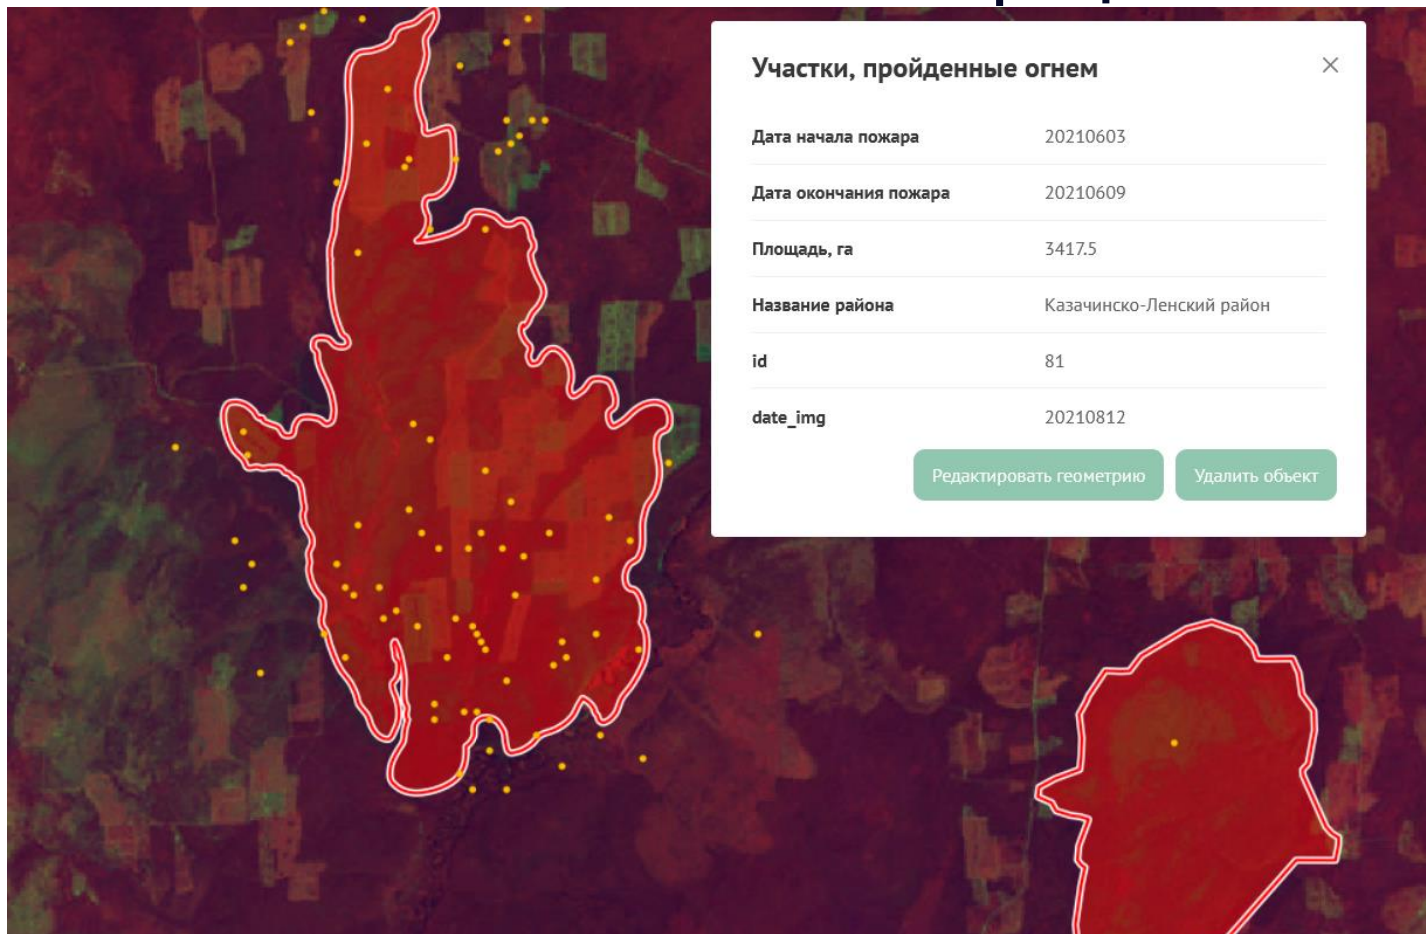 Участки, пройденные огнем
Дата начала пожара 20210603
Дата окончания пожара 20210609
Площадь, га 3417.5
Название района Казачинско-Ленский район
id 81
date_img 20210812
Редактировать геометрию Удалить объект